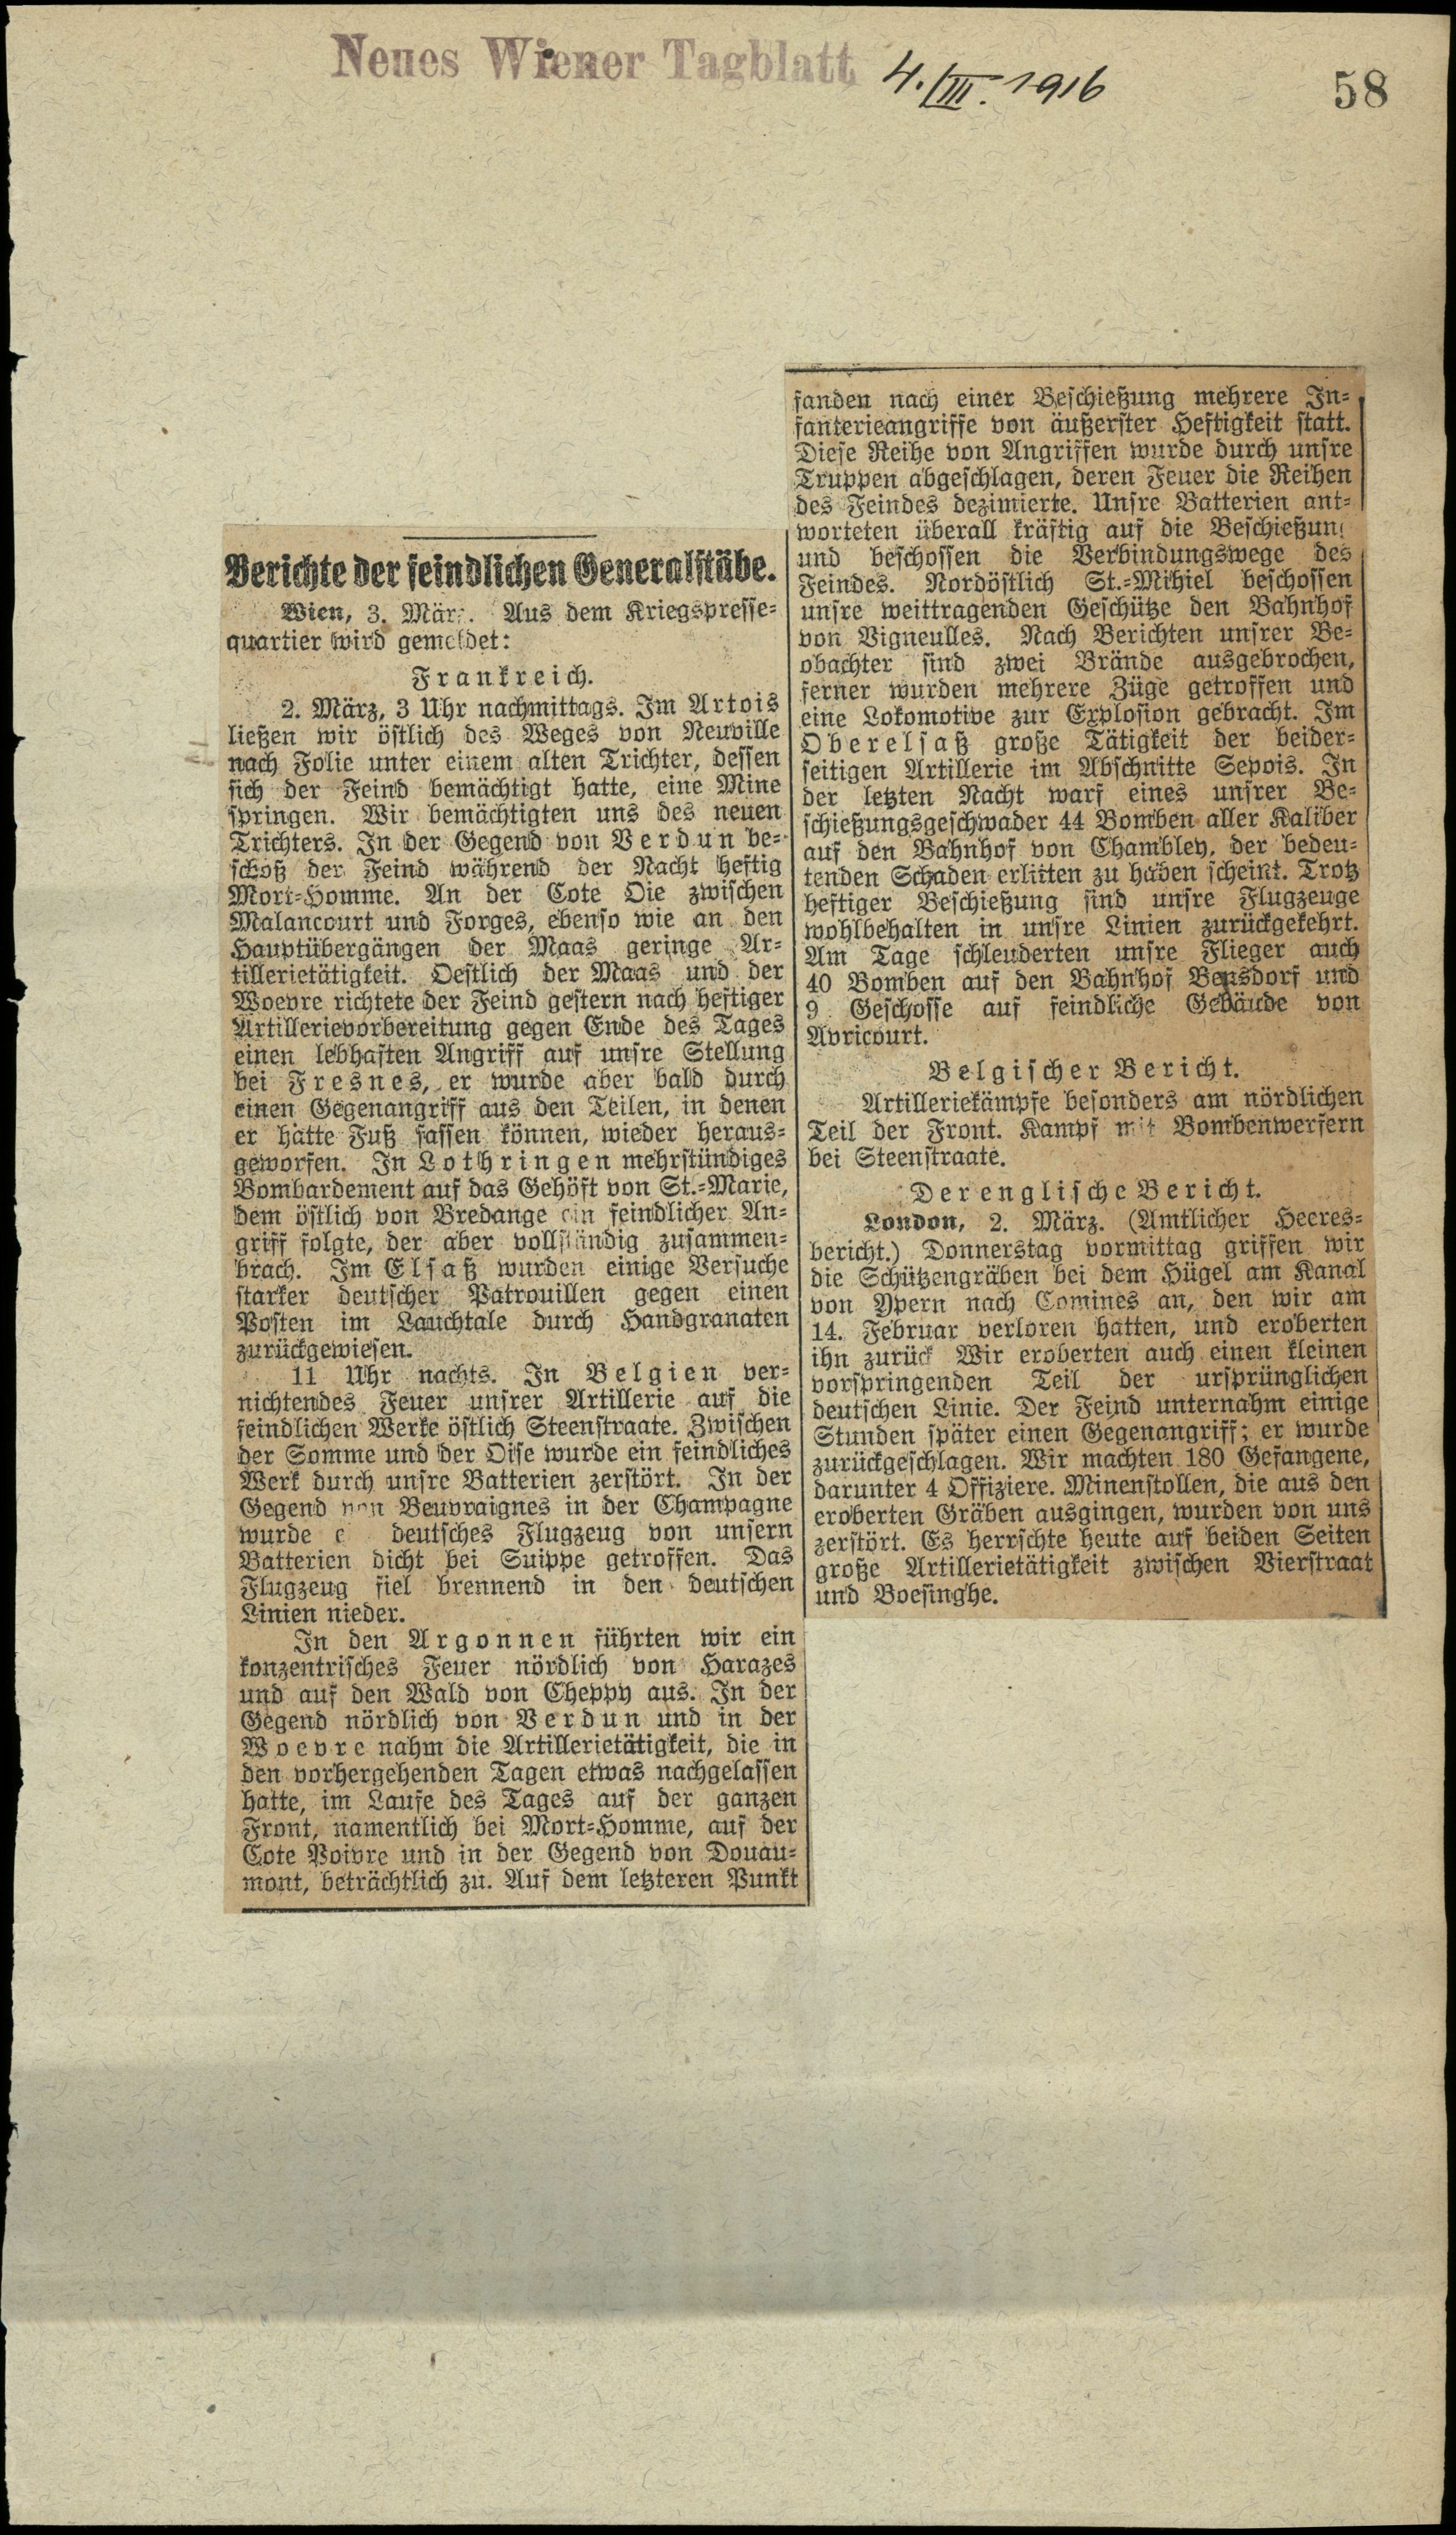 Neues Wiener Tagblatt
4./III. 1916
58
Berichte der feindlichen Generalstäbe.
Wien, 3. März. Aus dem Kriegspresse-
quartier wird gemeldet:
Frankreich.
2. März, 3 Uhr nachmittags. Im Artois
ließen wir östlich des Weges von Neuville
nach Folie unter einem alten Trichter, dessen
sich der Feind bemächtigt hatte, eine Mine
springen. Wir bemächtigten uns des neuen
Trichters. In der Gegend von Verdun be-
schoß der Feind während der Nacht heftig
Mort-Homme. An der Cote Oie zwischen
Malancourt und Forges, ebenso wie an den
Hauptübergängen der Maas geringe Ar-
tillerietätigkeit. Oestlich der Maas und der
Woevre richtete der Feind gestern nach heftiger
Artillerievorbereitung gegen Ende des Tages
einen lebhaften Angriff auf unsre Stellung
bei Fresnes, er wurde aber bald durch
einen Gegenangriff aus den Teilen, in denen
er hatte Fuß fassen können, wieder heraus-
geworfen. In Lothringen mehrstündiges
Bombardement auf das Gehöft von St.-Marie,
dem östlich von Bredange ein feindlicher An-
griff folgte, der aber vollständig zusammen-
brach. Im Elsaß wurden einige Versuche
starker deutscher Patrouillen gegen einen
Posten im Lauchtale durch Handgranaten
zurückgewiesen.
11 Uhr nachts. In Belgien ver-
nichtendes Feuer unsrer Artillerie auf die
feindlichen Werke östlich Steenstraate. Zwischen
der Somme und der Oise wurde ein feindliches
Werk durch unsre Batterien zerstört. In der
Gegend von Beuvraignes in der Champagne
wurde e deutsches Flugzeug von unsern
Batterien dicht bei Suippe getroffen. Das
Flugzeug fiel brennend in den deutschen
Linien nieder.
In den Argonnen führten wir ein
konzentrisches Feuer nördlich von Harazes
und auf den Wald von Cheppy aus. In der
Gegend nördlich von Verdun und in der
Woevre nahm die Artillerietätigkeit, die in
den vorhergehenden Tagen etwas nachgelassen
hatte, im Laufe des Tages auf der ganzen
Front, namentlich bei Mort-Homme, auf der
Cote Poivre und in der Gegend von Douau-
mont, beträchtlich zu. Auf dem letzteren Punkt
fanden nach einer Beschießung mehrere In-
fanterieangriffe von äußerster Heftigkeit statt.
Diese Reihe von Angriffen wurde durch unsre
Truppen abgeschlagen, deren Feuer die Reihen
des Feindes dezimierte. Unsre Batterien ant-
worteten überall kräftig auf die Beschießung
und beschossen die Verbindungswege des
Feindes. Nordöstlich St.-Mihiel beschossen
unsre weittragenden Geschütze den Bahnhof
von Vigneulles. Nach Berichten unsrer Be-
obachter sind zwei Brände ausgebrochen,
ferner wurden mehrere Züge getroffen und
eine Lokomotive zur Explosion gebracht. Im
Oberelsaß große Tätigkeit der beider-
seitigen Artillerie im Abschnitte Sepois. In
der letzten Nacht warf eines unsrer Be-
schießungsgeschwader 44 Bomben aller Kaliber
auf den Bahnhof von Chambley, der bedeu-
tenden Schaden erlitten zu haben scheint. Trotz
heftiger Beschießung sind unsre Flugzeuge
wohlbehalten in unsre Linien zurückgekehrt.
Am Tage schleuderten unsre Flieger auch
40 Bomben auf den Bahnhof Bensdorf und
9 Geschosse auf feindliche Gebäude von
Avricourt.
Belgischer Bericht.
Artilleriekämpfe besonders am nördlichen
Teil der Front. Kampf mit Bombenwerfern
bei Steenstraate.
Der englische Bericht.
London, 2. März. (Amtlicher Heeres-
bericht.) Donnerstag vormittag griffen wir
die Schützengräben bei dem Hügel am Kanal
von Ypern nach Comines an, den wir am
14. Februar verloren hatten, und eroberten
ihn zurück Wir eroberten auch einen kleinen
vorspringenden Teil der ursprünglichen
deutschen Linie. Der Feind unternahm einige
Stunden später einen Gegenangriff; er wurde
zurückgeschlagen. Wir machten 180 Gefangene,
darunter 4 Offiziere. Minenstollen, die aus den
eroberten Gräben ausgingen, wurden von uns
zerstört. Es herrschte heute auf beiden Seiten
große Artillerietätigkeit zwischen Vierstraat
und Boesinghe.